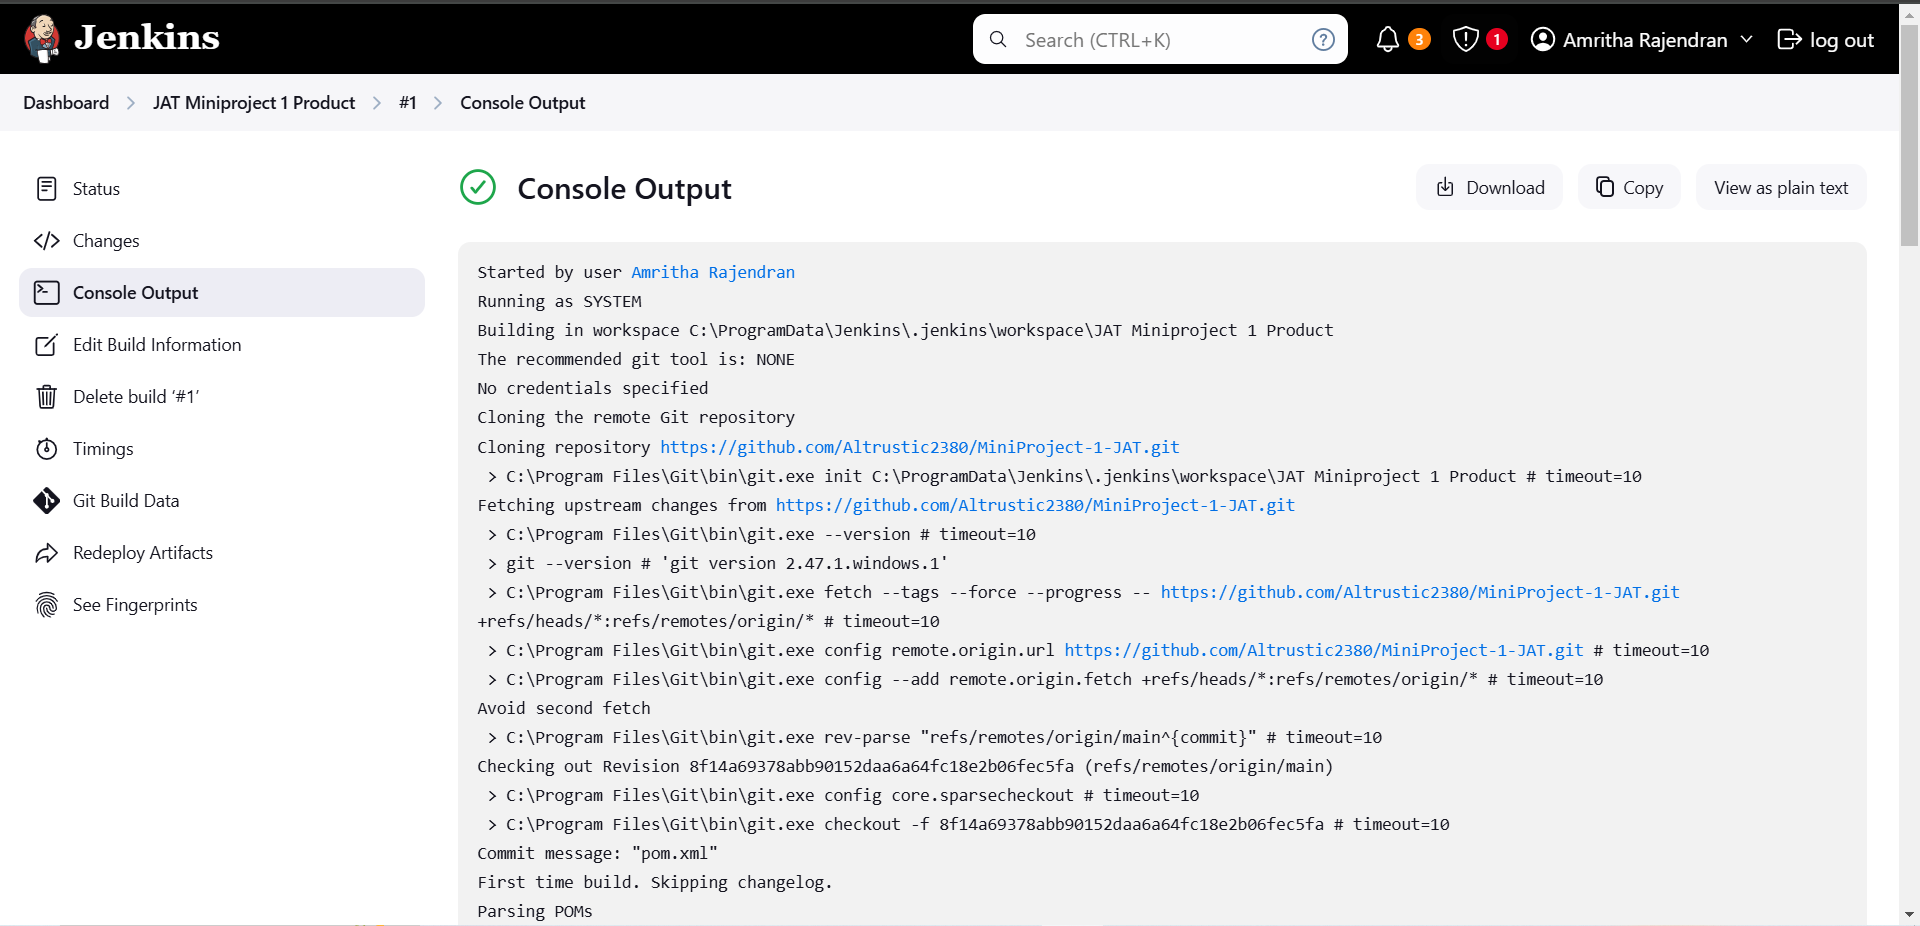 Jenkins
Search (CTRL+K)
?
3
1
Amritha Rajendran
log out
Dashboard
JAT Miniproject 1 Product
#1
Console Output
Status
Changes
Console Output
Edit Build Information
Delete build ‘#1’
Timings
Git Build Data
Redeploy Artifacts
See Fingerprints
Console Output
Download
Copy
View as plain text
Started by user Amritha Rajendran
Running as SYSTEM
Building in workspace C:\ProgramData\Jenkins\.jenkins\workspace\JAT Miniproject 1 Product
The recommended git tool is: NONE
No credentials specified
Cloning the remote Git repository
Cloning repository https://github.com/Altrustic2380/MiniProject-1-JAT.git
> C:\Program Files\Git\bin\git.exe init C:\ProgramData\Jenkins\.jenkins\workspace\JAT Miniproject 1 Product # timeout=10
Fetching upstream changes from https://github.com/Altrustic2380/MiniProject-1-JAT.git
> C:\Program Files\Git\bin\git.exe --version # timeout=10
> git --version # 'git version 2.47.1.windows.1'
> C:\Program Files\Git\bin\git.exe fetch --tags --force --progress -- https://github.com/Altrustic2380/MiniProject-1-JAT.git
+refs/heads/*:refs/remotes/origin/* # timeout=10
> C:\Program Files\Git\bin\git.exe config remote.origin.url https://github.com/Altrustic2380/MiniProject-1-JAT.git # timeout=10
> C:\Program Files\Git\bin\git.exe config --add remote.origin.fetch +refs/heads/*:refs/remotes/origin/* # timeout=10
Avoid second fetch
> C:\Program Files\Git\bin\git.exe rev-parse "refs/remotes/origin/main^{commit}" # timeout=10
Checking out Revision 8f14a69378abb90152daa6a64fc18e2b06fec5fa (refs/remotes/origin/main)
> C:\Program Files\Git\bin\git.exe config core.sparsecheckout # timeout=10
> C:\Program Files\Git\bin\git.exe checkout -f 8f14a69378abb90152daa6a64fc18e2b06fec5fa # timeout=10
Commit message: "pom.xml"
First time build. Skipping changelog.
Parsing POMs